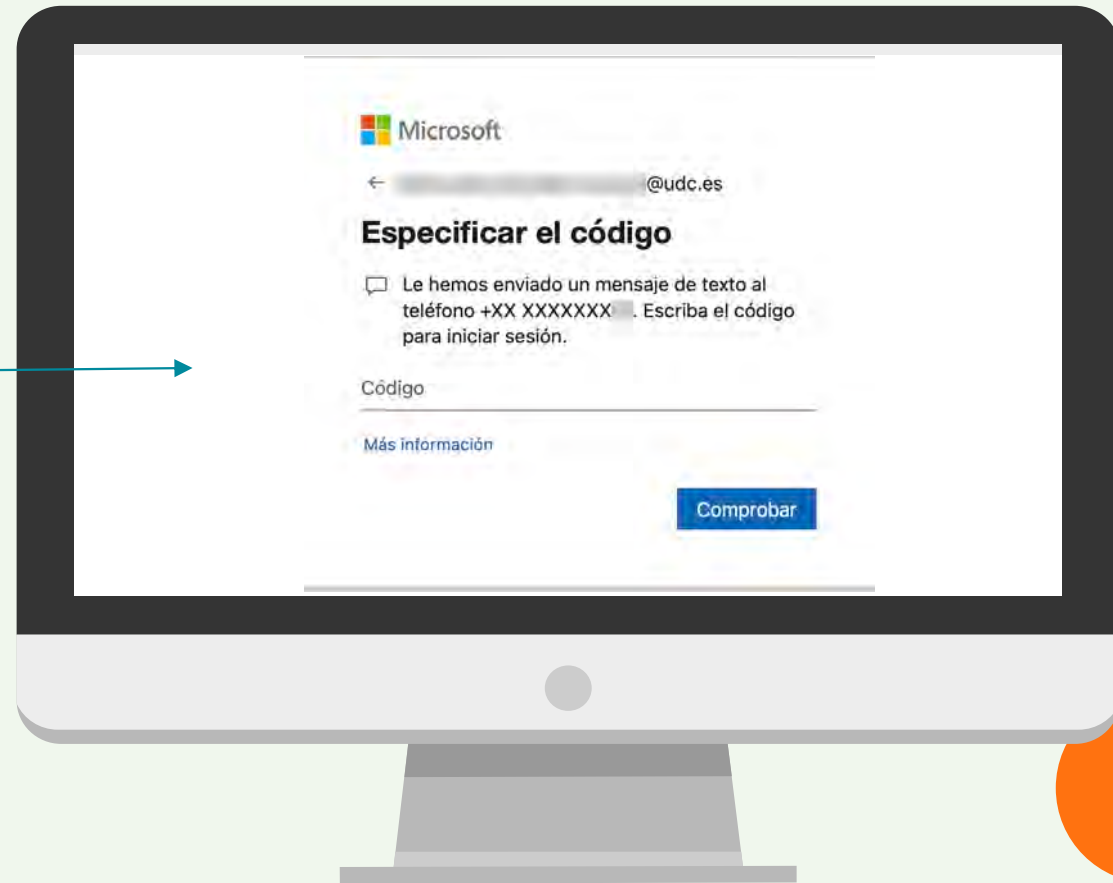 Microsoft
@udc.es
Especificar el código
Le hemos enviado un mensaje de texto al
teléfono +XX XXXXXXX . Escriba el código
para iniciar sesión.
Código
Más información
Comprobar